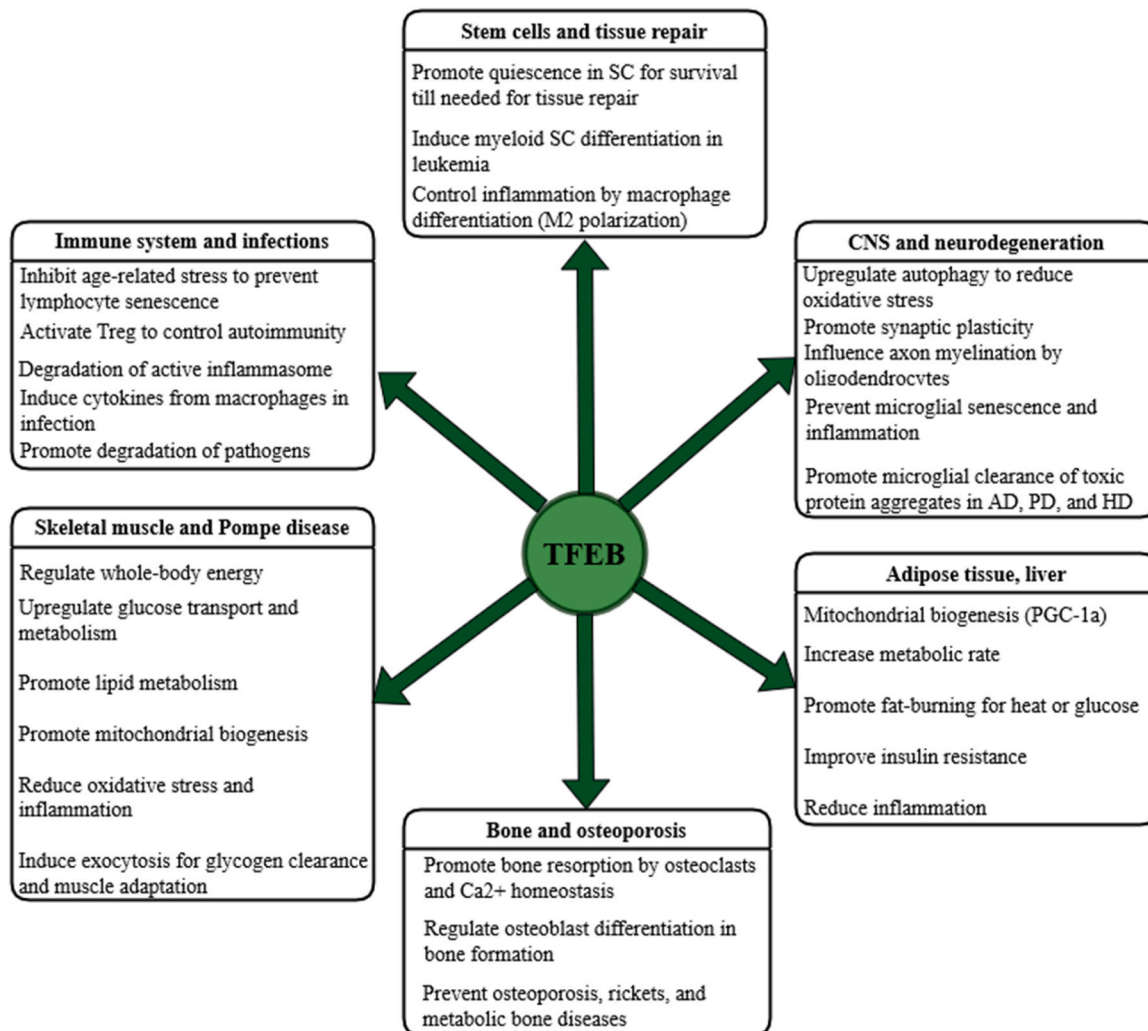 Stem cells and tissue repair
Promote quiescence in SC for survival
till needed for tissue repair
Induce myeloid SC differentiation in
leukemia
Control inflammation by macrophage
differentiation (M2 polarization)
Immune system and infections
Inhibit age-related stress to prevent
lymphocyte senescence
Activate Treg to control autoimmunity
Degradation of active inflammasome
Induce cytokines from macrophages in
infection
Promote degradation of pathogens
CNS and neurodegeneration
Upregulate autophagy to reduce
oxidative stress
Promote synaptic plasticity
Influence axon myelination by
oligodendrocytes
Prevent microglial senescence and
inflammation
Promote microglial clearance of toxic
protein aggregates in AD, PD, and HD
TFEB
Skeletal muscle and Pompe disease
Regulate whole-body energy
Upregulate glucose transport and
metabolism
Promote lipid metabolism
Promote mitochondrial biogenesis
Reduce oxidative stress and
inflammation
Induce exocytosis for glycogen clearance
and muscle adaptation
Adipose tissue, liver
Mitochondrial biogenesis (PGC-1a)
Increase metabolic rate
Promote fat-burning for heat or glucose
Improve insulin resistance
Reduce inflammation
Bone and osteoporosis
Promote bone resorption by osteoclasts
and Ca2+ homeostasis
Regulate osteoblast differentiation in
bone formation
Prevent osteoporosis, rickets, and
metabolic bone diseases